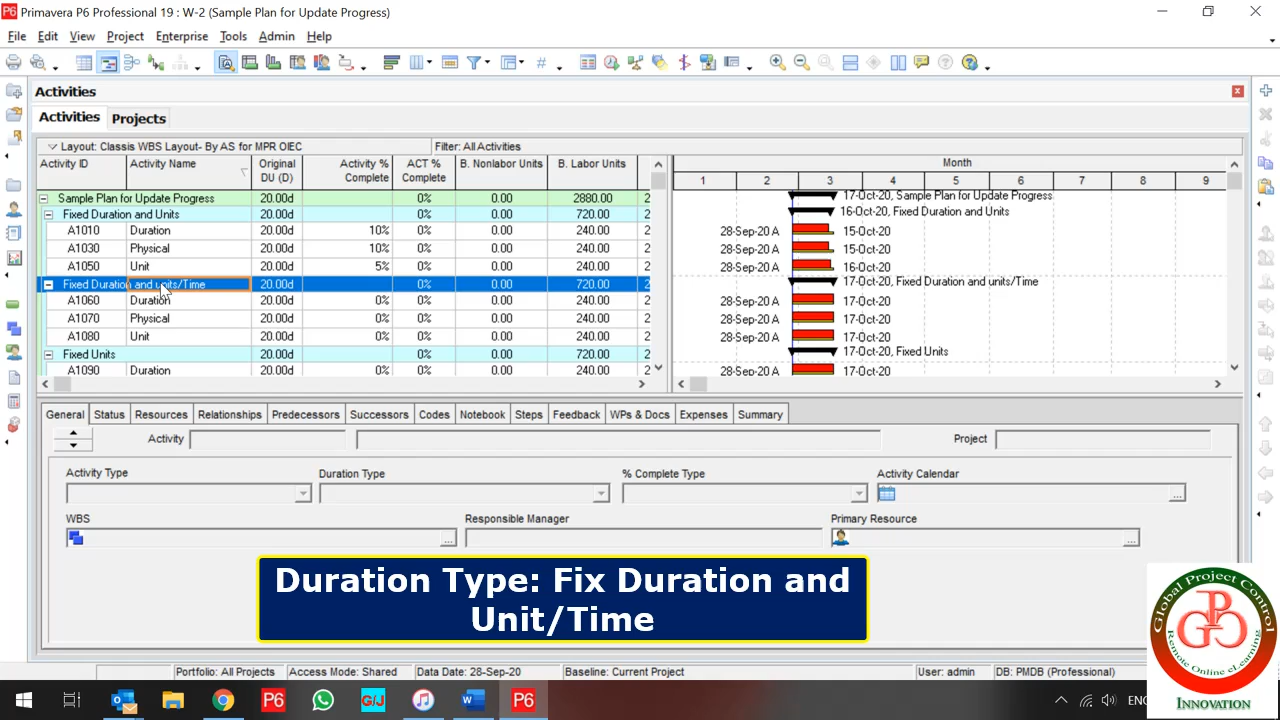 Primavera P6 Professional 19 : W-2 (Sample Plan for Update Progress)
File Edit View Project Enterprise Tools Admin Help
Activities
Activities Projects
Layout: Classis WBS Layout- By AS for MPR OIEC Filter: All Activities
Activity ID Activity Name Original DU (D) Activity % Complete ACT % Complete B. Nonlabor Units B. Labor Units
Month
1 2 3 4 5 6 7 8 9
Sample Plan for Update Progress 20.00d 0% 0.00 2880.00 2
17-Oct-20, Sample Plan for Update Progress
Fixed Duration and Units 20.00d 0% 0.00 720.00 2
16-Oct-20, Fixed Duration and Units
A1010 Duration 20.00d 10% 0% 0.00 240.00 2
28-Sep-20 A 15-Oct-20
A1030 Physical 20.00d 10% 0% 0.00 240.00 2
28-Sep-20 A 15-Oct-20
A1050 Unit 20.00d 5% 0% 0.00 240.00 2
28-Sep-20 A 16-Oct-20
Fixed Duration and units/Time 20.00d 0% 0.00 720.00 2
17-Oct-20, Fixed Duration and units/Time
A1060 Duration 20.00d 0% 0% 0.00 240.00 2
28-Sep-20 A 17-Oct-20
A1070 Physical 20.00d 0% 0% 0.00 240.00 2
28-Sep-20 A 17-Oct-20
A1080 Unit 20.00d 0% 0% 0.00 240.00 2
28-Sep-20 A 17-Oct-20
Fixed Units 20.00d 0% 0.00 720.00 2
17-Oct-20, Fixed Units
A1090 Duration 20.00d 0% 0% 0.00 240.00 2
28-Sep-20 A 17-Oct-20
General Status Resources Relationships Predecessors Successors Codes Notebook Steps Feedback WPs & Docs Expenses Summary
Activity Project
Activity Type Duration Type % Complete Type Activity Calendar
WBS Responsible Manager Primary Resource
Duration Type: Fix Duration and
Unit/Time
Global Project Control
GPC
Remote Online eLearning
INNOVATION
Portfolio: All Projects Access Mode: Shared Data Date: 28-Sep-20 Baseline: Current Project User: admin DB: PMDB (Professional)
P6 G/J P6 ENG